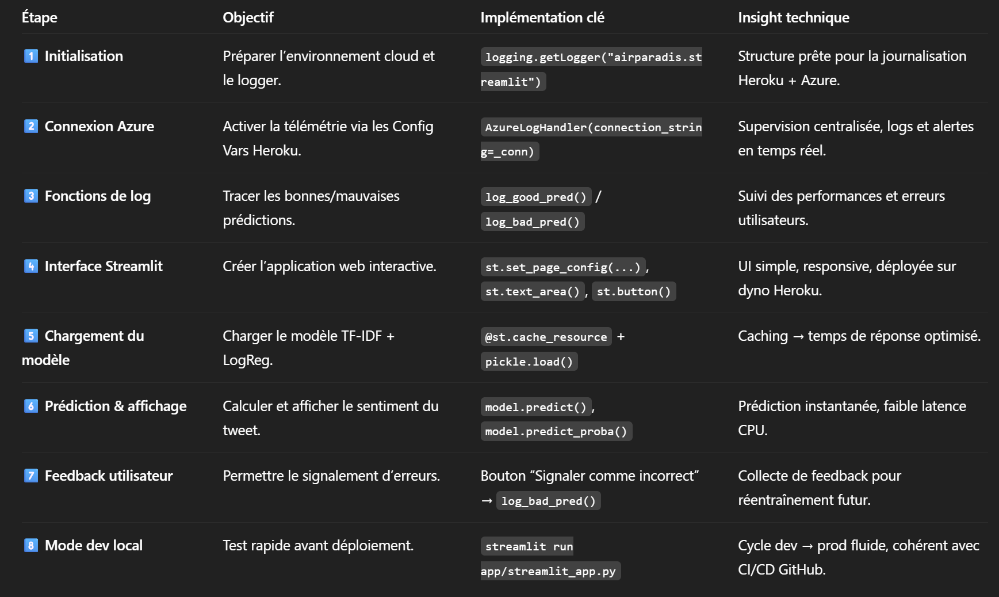 Étape Objectif Implémentation clé Insight technique
1️⃣ Initialisation Préparer l’environnement cloud et logging.getLogger("airparadis.st Structure prête pour la journalisation
le logger. reamlit") Heroku + Azure.
2️⃣ Connexion Azure Activer la télémétrie via les Config AzureLogHandler(connection_strin Supervision centralisée, logs et alertes
Vars Heroku. g=_conn) en temps réel.
3️⃣ Fonctions de log Tracer les bonnes/mauvaises log_good_pred() / Suivi des performances et erreurs
prédictions. log_bad_pred() utilisateurs.
4️⃣ Interface Streamlit Créer l’application web interactive. st.set_page_config(...), UI simple, responsive, déployée sur
st.text_area(), st.button() dyno Heroku.
5️⃣ Chargement du Charger le modèle TF-IDF + @st.cache_resource + Caching → temps de réponse optimisé.
modèle LogReg. pickle.load()
6️⃣ Prédiction & affichage Calculer et afficher le sentiment du model.predict(), Prédiction instantanée, faible latence
tweet. model.predict_proba() CPU.
7️⃣ Feedback utilisateur Permettre le signalement d’erreurs. Bouton “Signaler comme incorrect” Collecte de feedback pour
→ log_bad_pred() réentraînement futur.
8️⃣ Mode dev local Test rapide avant déploiement. streamlit run Cycle dev → prod fluide, cohérent avec
app/streamlit_app.py CI/CD GitHub.